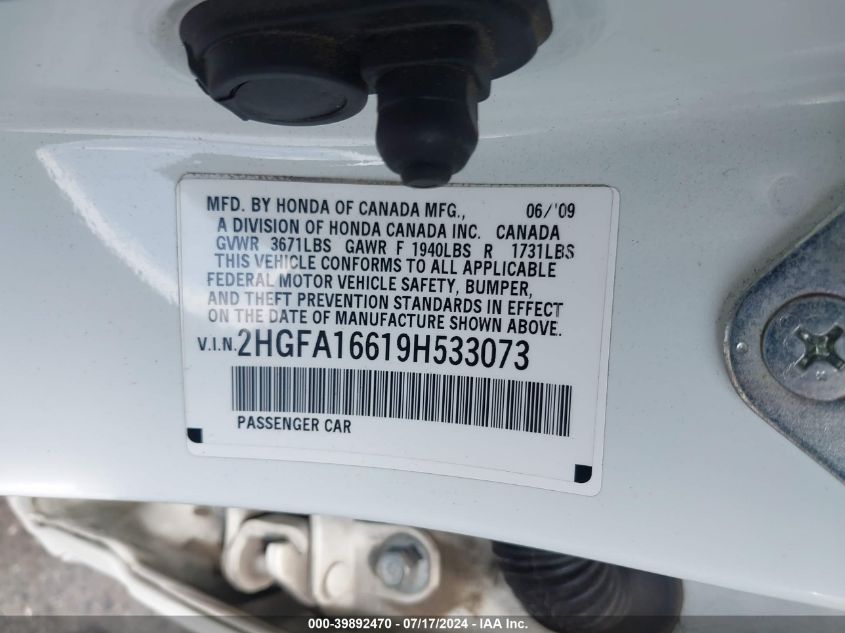 MFD. BY HONDA OF CANADA MFG., 06/'09
A DIVISION OF HONDA CANADA INC. CANADA
GVWR 3671LBS GAWR F 1940LBS R 1731LBS
THIS VEHICLE CONFORMS TO ALL APPLICABLE
FEDERAL MOTOR VEHICLE SAFETY, BUMPER,
AND THEFT PREVENTION STANDARDS IN EFFECT
ON THE DATE OF MANUFACTURE SHOWN ABOVE.
V.I.N. 2HGFA16619H533073
PASSENGER CAR
000-39892470 - 07/17/2024 - IAAI.com